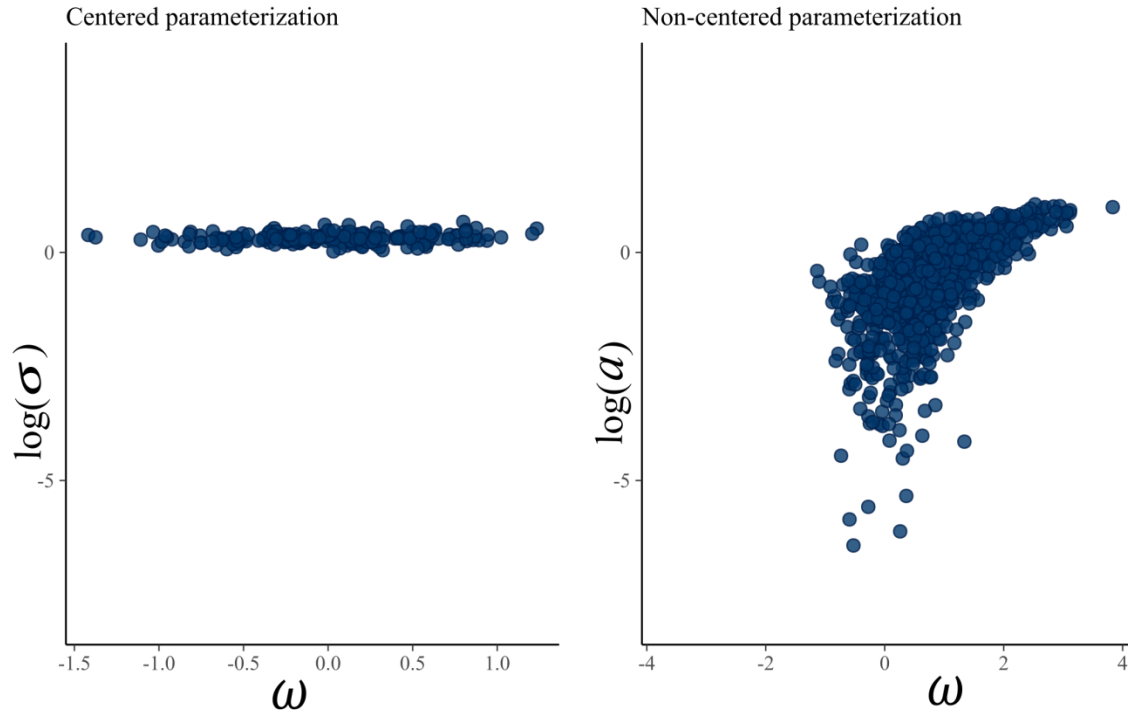 Centered parameterization
Non-centered parameterization
log(σ)
0
-5
-1.5 -1.0 -0.5 0.0 0.5 1.0
ω
log(a)
0
-5
-4 -2 0 2 4
ω